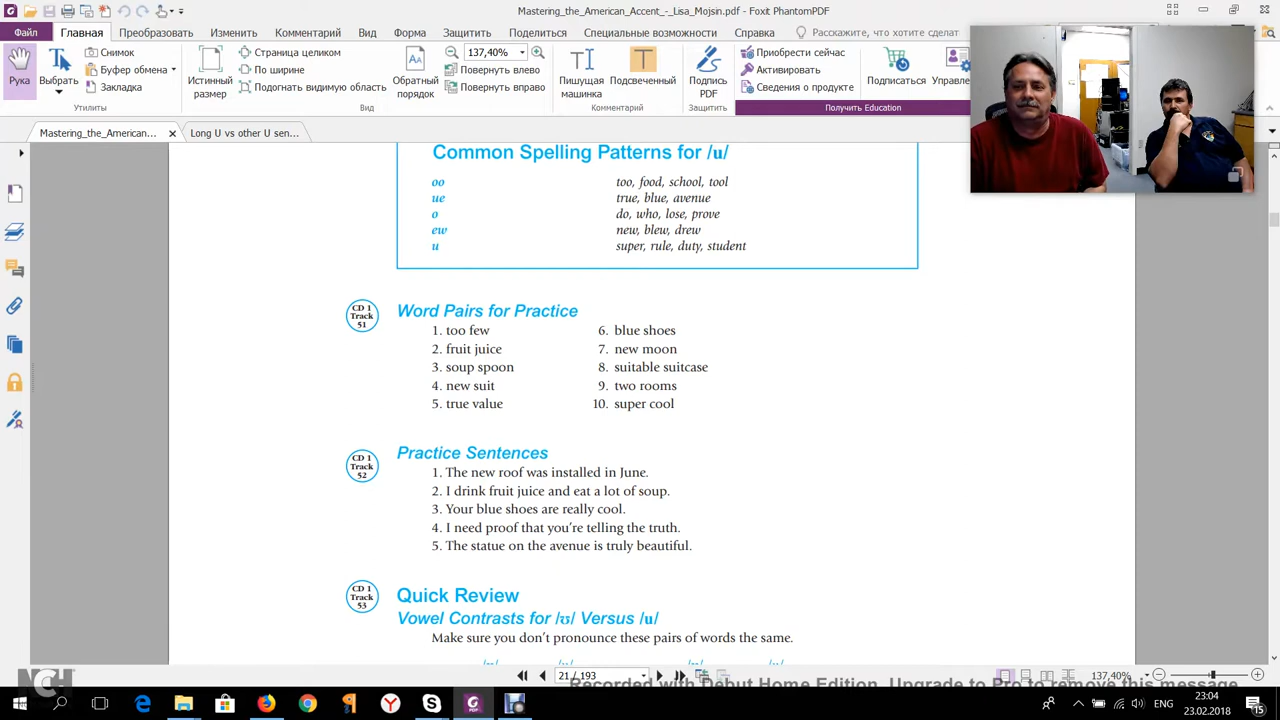 Mastering_the_American_Accent_-_Lisa_Mojsin.pdf - Foxit PhantomPDF
Файл
Главная
Преобразовать
Изменить
Комментарий
Вид
Форма
Защитить
Поделиться
Специальные возможности
Справка
Расскажите, что хотите сделать
Рука
Выбрать
Снимок
Буфер обмена
Закладка
Утилиты
Истинный размер
Страница целиком
По ширине
Подогнать видимую область
Обратный порядок
137,40%
Повернуть влево
Повернуть вправо
Вид
Пишущая машинка
Подсвеченный
Комментарий
Подпись PDF
Защитить
Приобрести сейчас
Активировать
Сведения о продукте
Подписаться
Управле
Получить Education
Mastering_the_American...
Long U vs other U sen...
Common Spelling Patterns for /u/
oo too, food, school, tool
ue true, blue, avenue
o do, who, lose, prove
ew new, blew, drew
u super, rule, duty, student
CD 1 Track 51
Word Pairs for Practice
1. too few 6. blue shoes
2. fruit juice 7. new moon
3. soup spoon 8. suitable suitcase
4. new suit 9. two rooms
5. true value 10. super cool
CD 1 Track 52
Practice Sentences
1. The new roof was installed in June.
2. I drink fruit juice and eat a lot of soup.
3. Your blue shoes are really cool.
4. I need proof that you're telling the truth.
5. The statue on the avenue is truly beautiful.
CD 1 Track 53
Quick Review
Vowel Contrasts for /ʊ/ Versus /u/
Make sure you don't pronounce these pairs of words the same.
21 / 193
137,40%
NCH
Recorded with Debut Home Edition. Upgrade to Pro to remove this message
ENG
23:04
23.02.2018
15